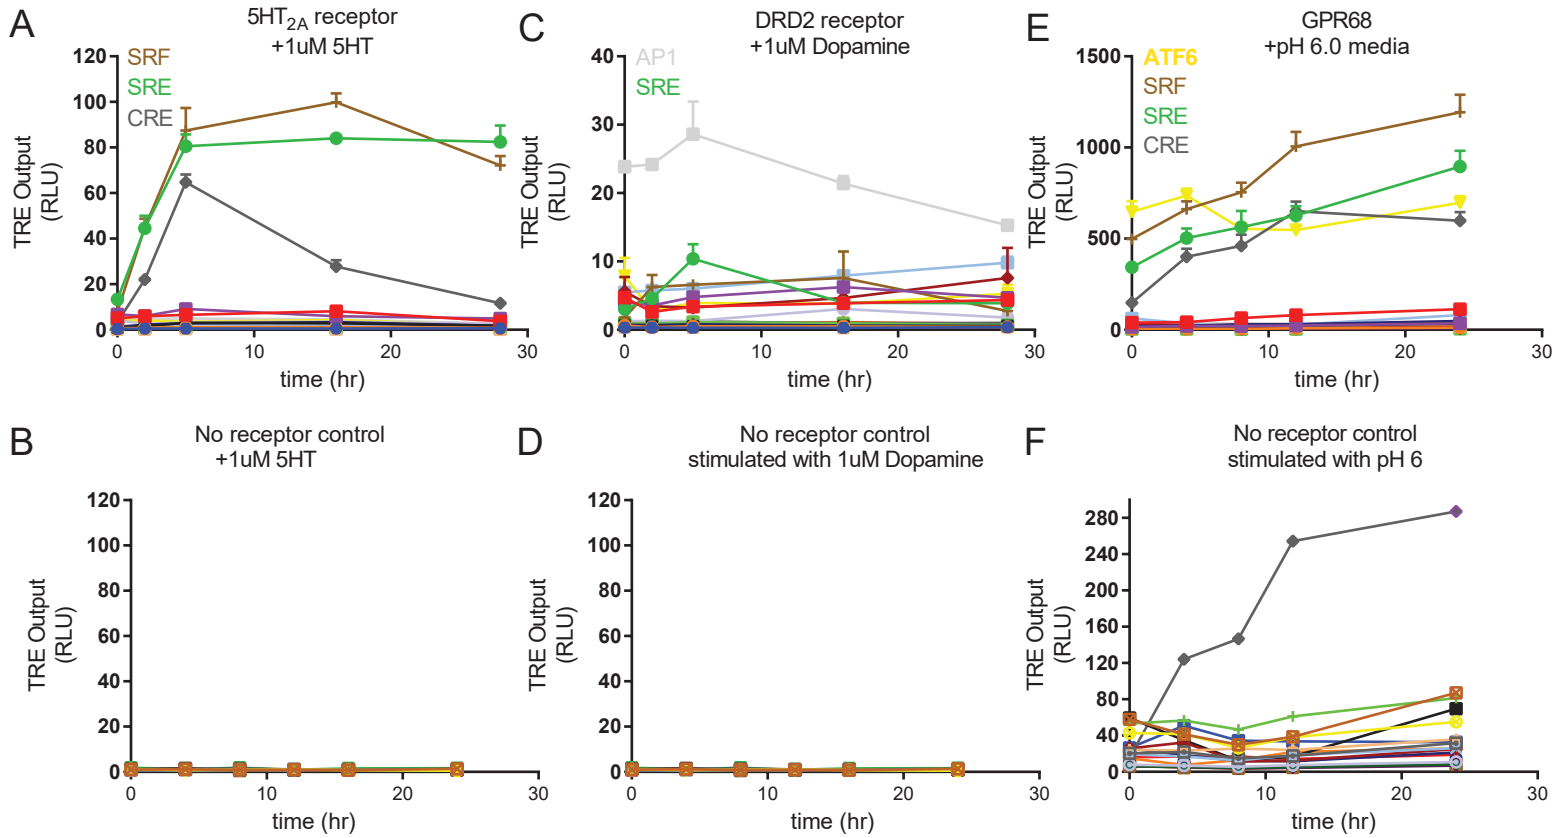 A
5HT2A receptor
+1uM 5HT
SRF
SRE
CRE
TRE Output
(RLU)
120
100
80
60
40
20
0
0
10
20
30
time (hr)
C
DRD2 receptor
+1uM Dopamine
AP1
SRE
TRE Output
(RLU)
40
30
20
10
0
0
10
20
30
time (hr)
E
GPR68
+pH 6.0 media
ATF6
SRF
SRE
CRE
TRE Output
(RLU)
1500
1000
500
0
0
10
20
30
time (hr)
B
No receptor control
+1uM 5HT
TRE Output
(RLU)
120
100
80
60
40
20
0
0
10
20
30
time (hr)
D
No receptor control
stimulated with 1uM Dopamine
TRE Output
(RLU)
120
100
80
60
40
20
0
0
10
20
30
time (hr)
F
No receptor control
stimulated with pH 6
TRE Output
(RLU)
280
240
200
160
120
80
40
0
0
10
20
30
time (hr)